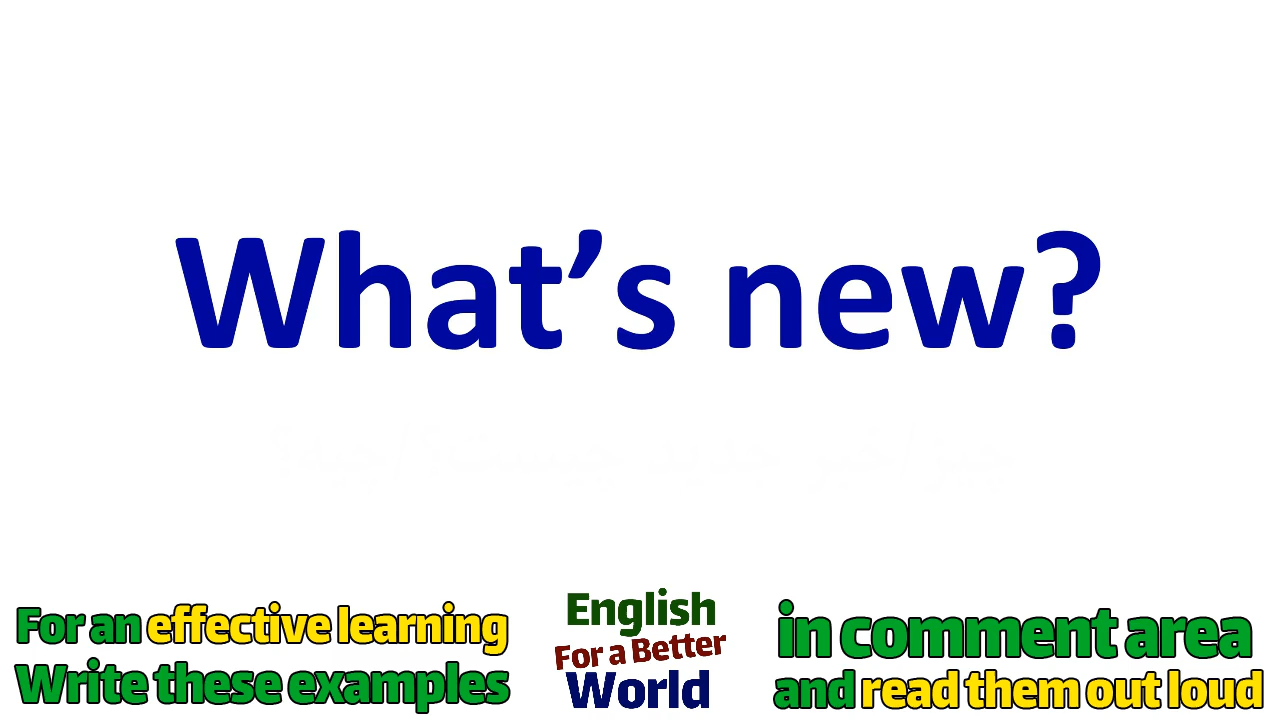 What’s new?
For an effective learning
Write these examples
English
For a Better
World
in comment area
and read them out loud